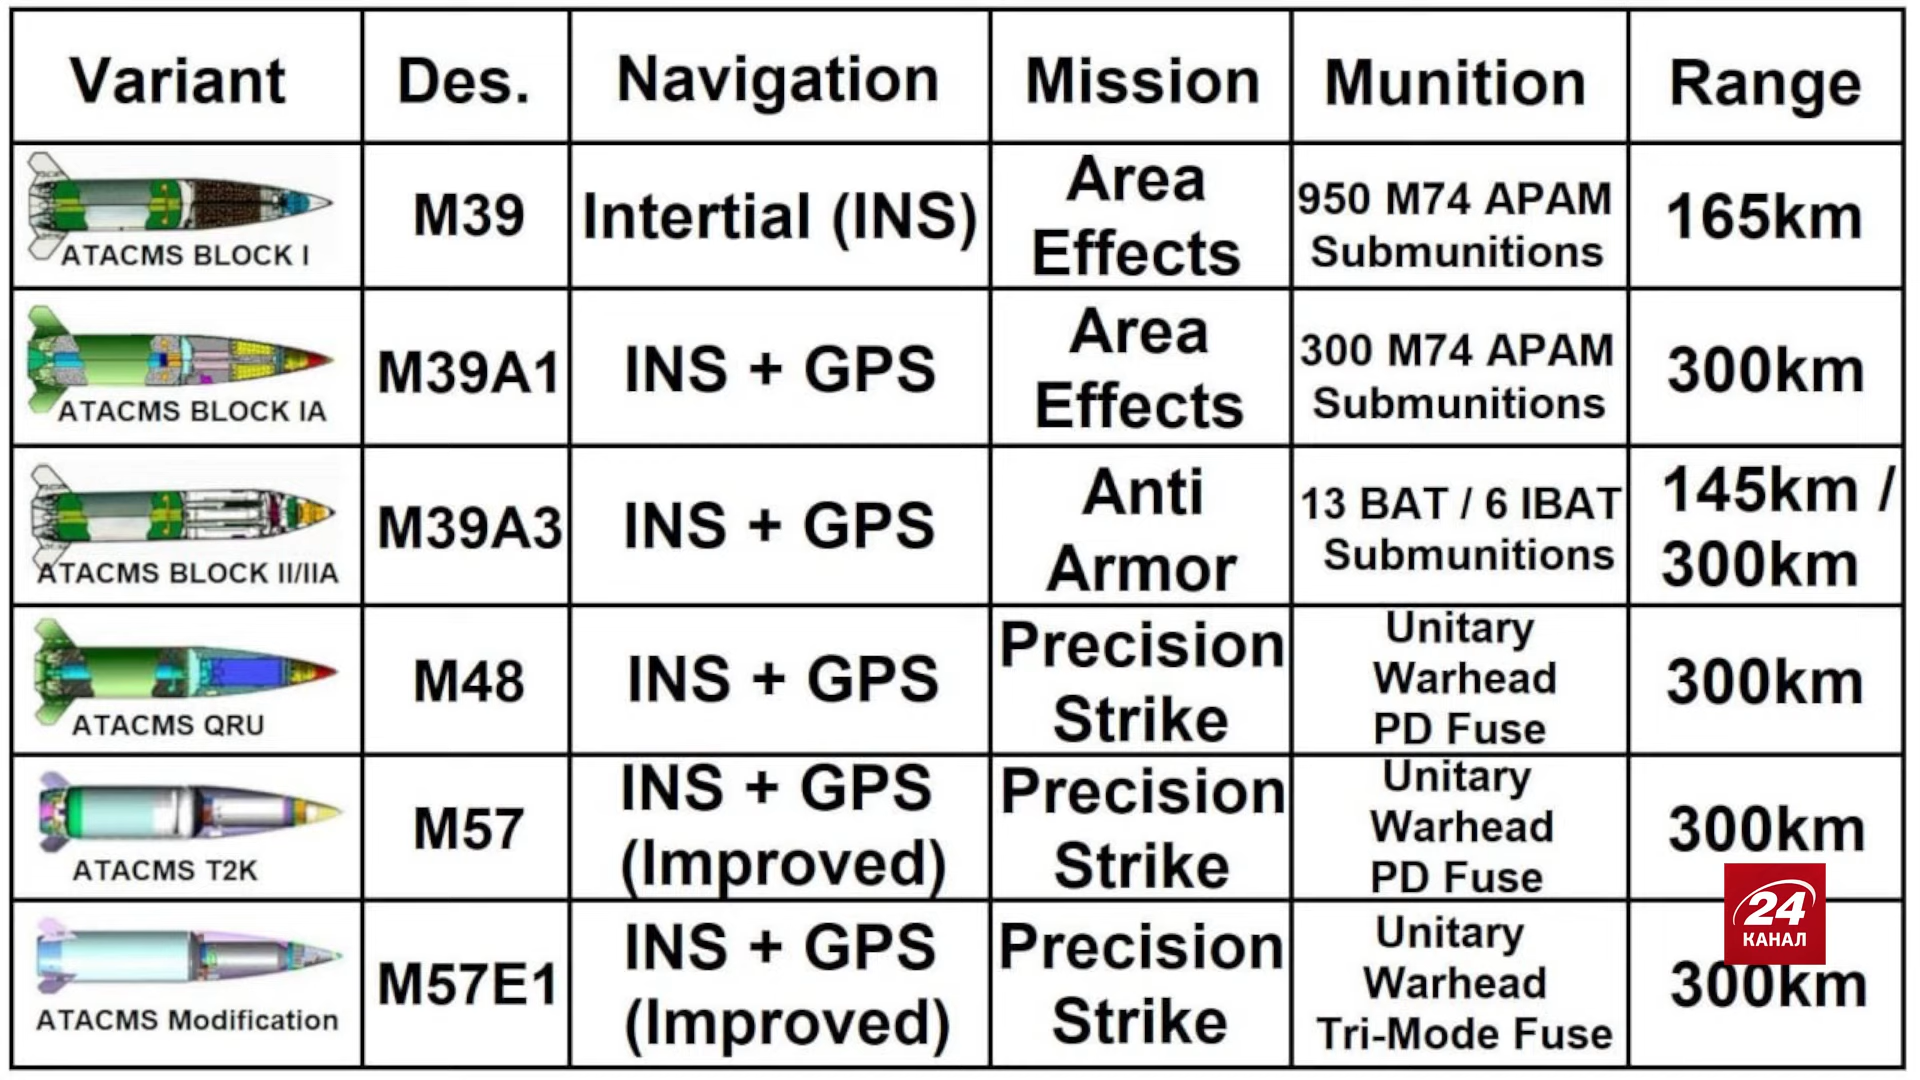 Variant Des. Navigation Mission Munition Range
ATACMS BLOCK I
M39
Intertial (INS)
Area
Effects
950 M74 APAM
Submunitions
165km
ATACMS BLOCK IA
M39A1
INS + GPS
Area
Effects
300 M74 APAM
Submunitions
300km
ATACMS BLOCK II/IIA
M39A3
INS + GPS
Anti
Armor
13 BAT / 6 IBAT
Submunitions
145km /
300km
ATACMS QRU
M48
INS + GPS
Precision
Strike
Unitary
Warhead
PD Fuse
300km
ATACMS T2K
M57
INS + GPS
(Improved)
Precision
Strike
Unitary
Warhead
PD Fuse
300km
ATACMS Modification
M57E1
INS + GPS
(Improved)
Precision
Strike
Unitary
Warhead
Tri-Mode Fuse
300km
24
КАНАЛ